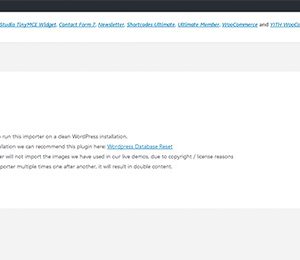 Studio TinyMCE Widget, Contact Form 7, Newsletter, Shortcodes Ultimate, Ultimate Member, WooCommerce and YITH WooCo
run this importer on a clean WordPress installation.
allation we can recommend this plugin here: Wordpress Database Reset
er will not import the images we have used in our live demos, due to copyright / license reasons
porter multiple times one after another, it will result in double content.